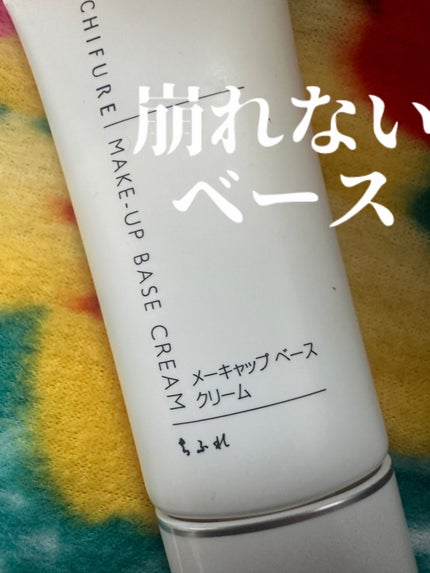 崩れない
ベース
CHIFURE MAKE-UP BASE CREAM
メーキャップ ベース
クリーム
ちふれ